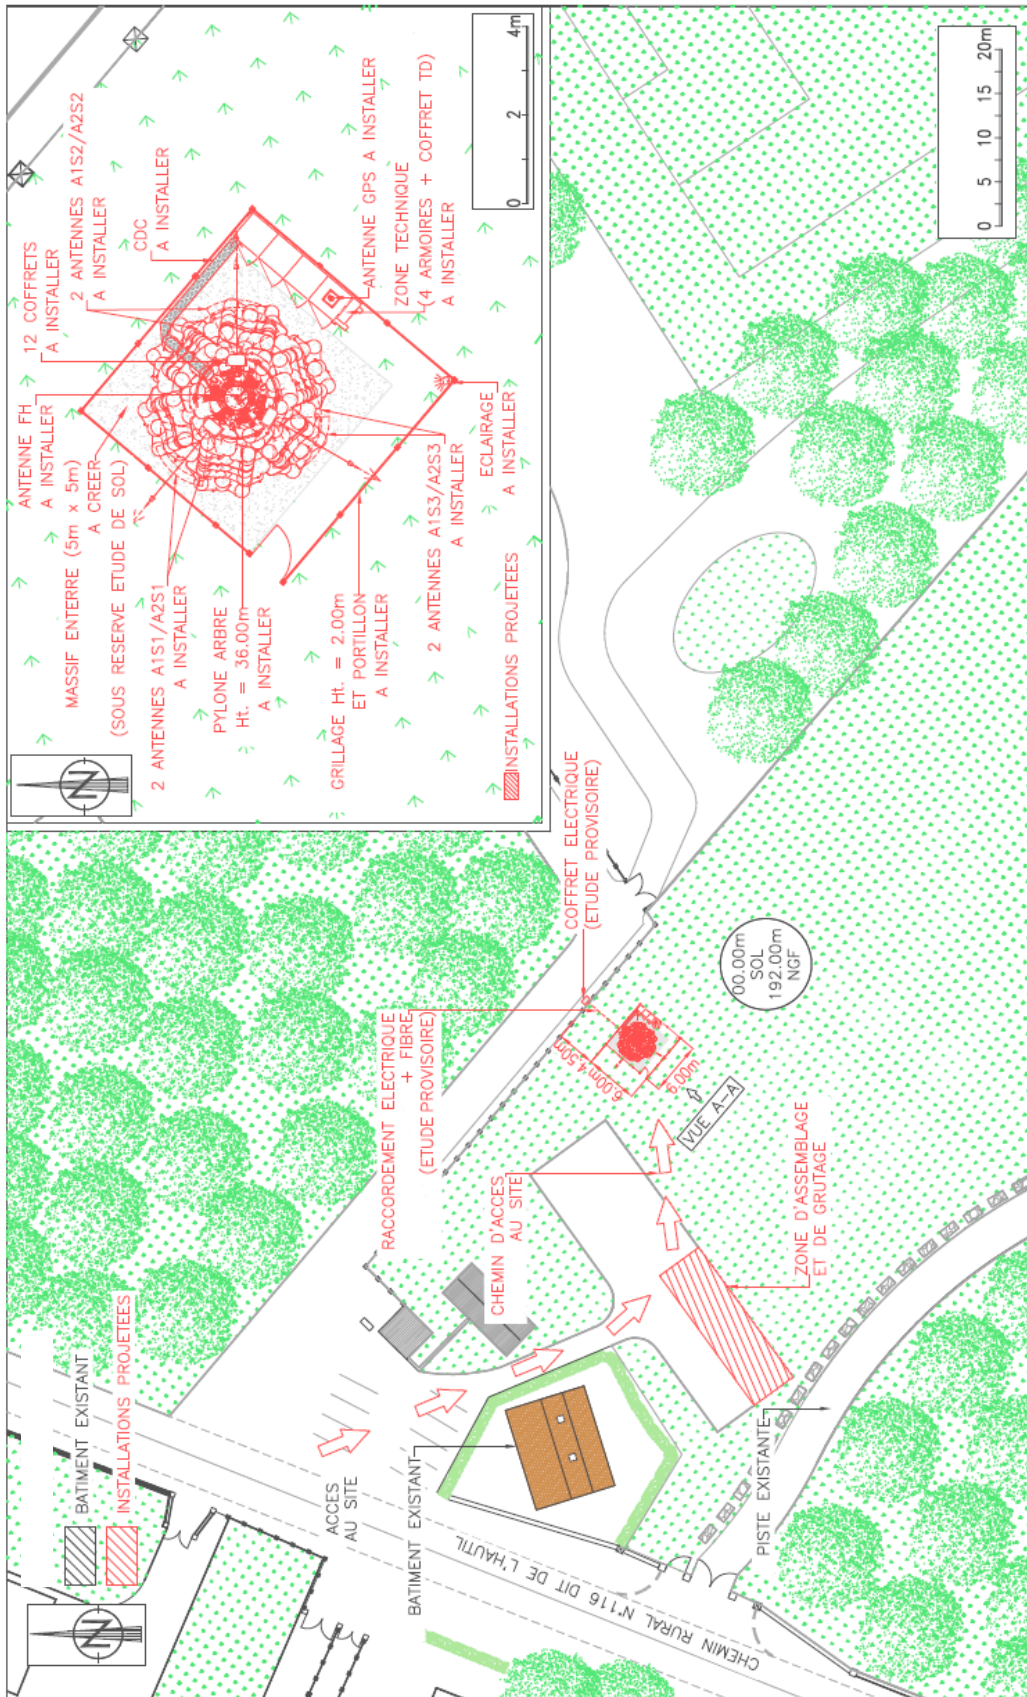 ANTENNE FH
A INSTALLER
12 COFFRETS
A INSTALLER
2 ANTENNES A1S2/A2S2
A INSTALLER
CDC
A INSTALLER
MASSIF ENTERRE (5m x 5m)
A CREER
(SOUS RESERVE ETUDE DE SOL)
2 ANTENNES A1S1/A2S1
A INSTALLER
PYLONE ARBRE
Ht. = 36.00m
A INSTALLER
GRILLAGE Ht. = 2.00m
ET PORTILLON
A INSTALLER
ANTENNE GPS A INSTALLER
ZONE TECHNIQUE
(4 ARMOIRES + COFFRET TD)
A INSTALLER
2 ANTENNES A1S3/A2S3
A INSTALLER
ECLAIRAGE
A INSTALLER
INSTALLATIONS PROJETEES
N
0 2 4m
0 5 10 15 20m
BATIMENT EXISTANT
INSTALLATIONS PROJETEES
N
ACCES
AU SITE
BATIMENT EXISTANT
CHEMIN RURAL N°116 DIT DE L'HAUTIL
RACCORDEMENT ELECTRIQUE
+ FIBRE
(ETUDE PROVISOIRE)
COFFRET ELECTRIQUE
(ETUDE PROVISOIRE)
CHEMIN D'ACCES
AU SITE
6.00m
4.50m
6.00m
VUE A-A
00.00m
SOL
192.00m
NGF
ZONE D'ASSEMBLAGE
ET DE GRUTAGE
PISTE EXISTANTE